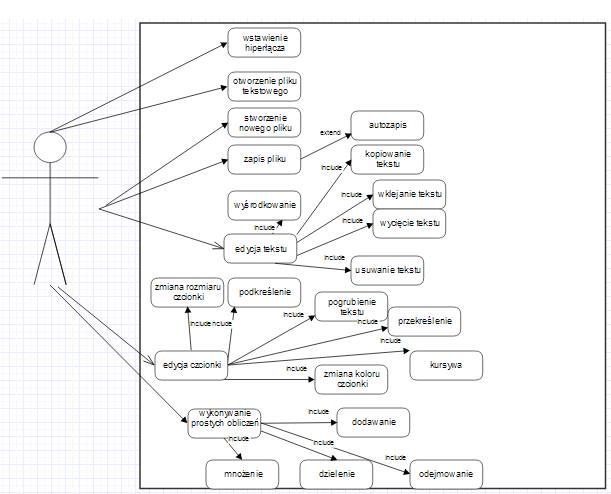 wstawienie
hiperłącza
otworzenie pliku
tekstowego
stworzenie
nowego pliku
zapis pliku
extend
autozapis
kopiowanie
tekstu
include
wklejanie tekstu
include
wyśrodkowanie
include
wycięcie tekstu
include
edycja tekstu
include
usuwanie tekstu
zmiana rozmiaru
czcionki
podkreślenie
pogrubienie
tekstu
include
include
include
include
przekreślenie
include
edycja czcionki
kursywa
include
zmiana koloru
czcionki
wykonywanie
prostych obliczeń
include
dodawanie
include
include
include
mnożenie
dzielenie
odejmowanie